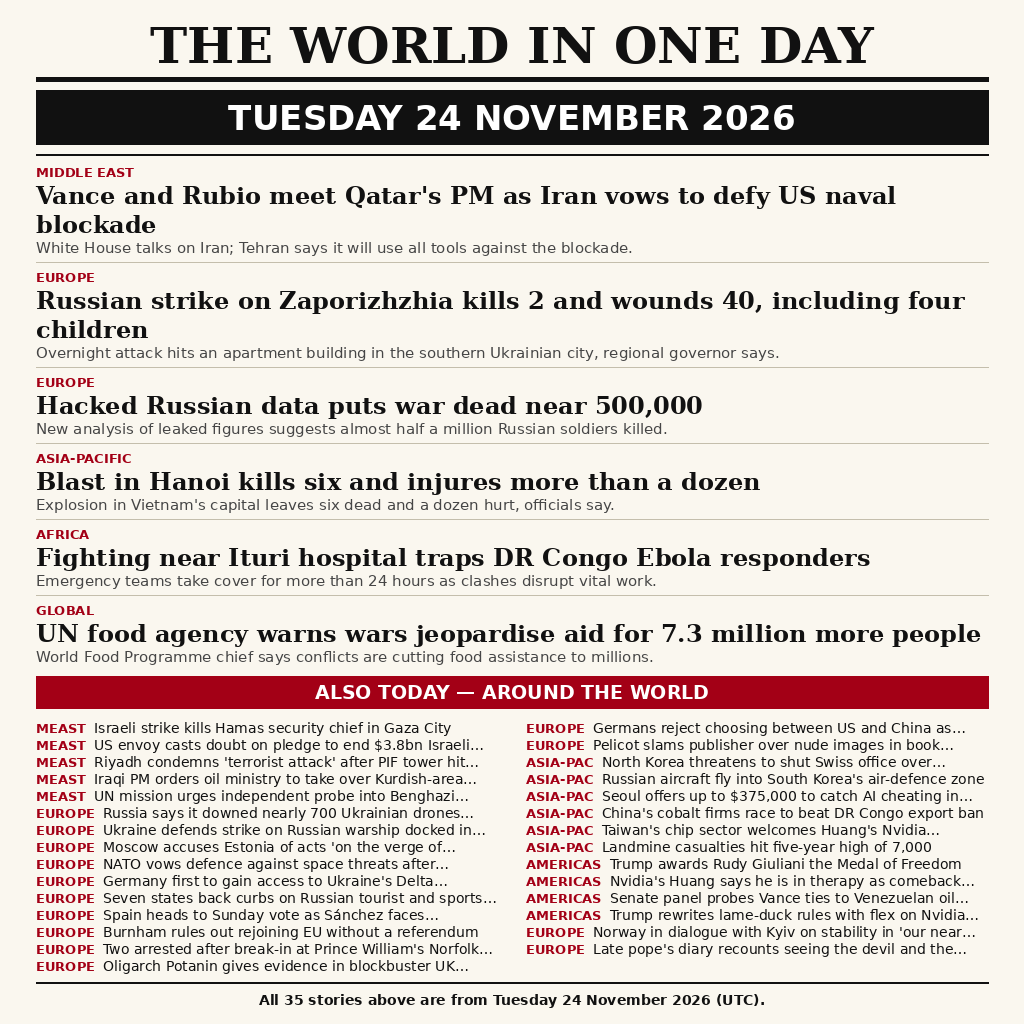 THE WORLD IN ONE DAY
TUESDAY 24 NOVEMBER 2026
MIDDLE EAST
Vance and Rubio meet Qatar's PM as Iran vows to defy US naval
blockade
White House talks on Iran; Tehran says it will use all tools against the blockade.
EUROPE
Russian strike on Zaporizhzhia kills 2 and wounds 40, including four
children
Overnight attack hits an apartment building in the southern Ukrainian city, regional governor says.
EUROPE
Hacked Russian data puts war dead near 500,000
New analysis of leaked figures suggests almost half a million Russian soldiers killed.
ASIA-PACIFIC
Blast in Hanoi kills six and injures more than a dozen
Explosion in Vietnam's capital leaves six dead and a dozen hurt, officials say.
AFRICA
Fighting near Ituri hospital traps DR Congo Ebola responders
Emergency teams take cover for more than 24 hours as clashes disrupt vital work.
GLOBAL
UN food agency warns wars jeopardise aid for 7.3 million more people
World Food Programme chief says conflicts are cutting food assistance to millions.
ALSO TODAY — AROUND THE WORLD
MEAST Israeli strike kills Hamas security chief in Gaza City
MEAST US envoy casts doubt on pledge to end $3.8bn Israeli…
MEAST Riyadh condemns 'terrorist attack' after PIF tower hit…
MEAST Iraqi PM orders oil ministry to take over Kurdish-area…
MEAST UN mission urges independent probe into Benghazi…
EUROPE Russia says it downed nearly 700 Ukrainian drones…
EUROPE Ukraine defends strike on Russian warship docked in…
EUROPE Moscow accuses Estonia of acts 'on the verge of…
EUROPE NATO vows defence against space threats after…
EUROPE Germany first to gain access to Ukraine's Delta…
EUROPE Seven states back curbs on Russian tourist and sports…
EUROPE Spain heads to Sunday vote as Sánchez faces…
EUROPE Burnham rules out rejoining EU without a referendum
EUROPE Two arrested after break-in at Prince William's Norfolk…
EUROPE Oligarch Potanin gives evidence in blockbuster UK…
EUROPE Germans reject choosing between US and China as…
EUROPE Pelicot slams publisher over nude images in book…
ASIA-PAC North Korea threatens to shut Swiss office over…
ASIA-PAC Russian aircraft fly into South Korea's air-defence zone
ASIA-PAC Seoul offers up to $375,000 to catch AI cheating in…
ASIA-PAC China's cobalt firms race to beat DR Congo export ban
ASIA-PAC Taiwan's chip sector welcomes Huang's Nvidia…
ASIA-PAC Landmine casualties hit five-year high of 7,000
AMERICAS Trump awards Rudy Giuliani the Medal of Freedom
AMERICAS Nvidia's Huang says he is in therapy as comeback…
AMERICAS Senate panel probes Vance ties to Venezuelan oil…
AMERICAS Trump rewrites lame-duck rules with flex on Nvidia…
EUROPE Norway in dialogue with Kyiv on stability in 'our near…
EUROPE Late pope's diary recounts seeing the devil and the…
All 35 stories above are from Tuesday 24 November 2026 (UTC).